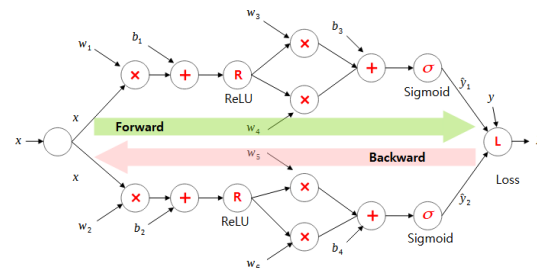 w₃
w₁
b₁
b₃
×
×
+
R
+
σ
ReLU
×
Sigmoid
ŷ₁
x
y
Forward
w₄
x
L
w₅
Backward
x
Loss
×
×
+
R
+
σ
ŷ₂
w₂
b₂
ReLU
×
b₄
Sigmoid
w₆